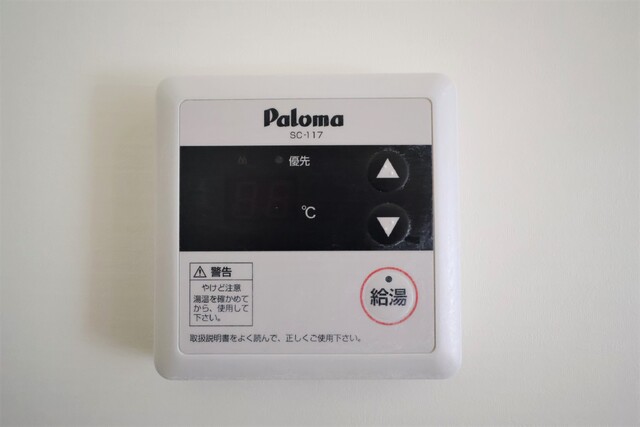 Paloma
SC-117
優先
▲
℃
▼
⚠ 警告
やけど注意
湯温を確かめて
から、使用して
下さい。
給湯
取扱説明書をよく読んで、正しくご使用下さい。